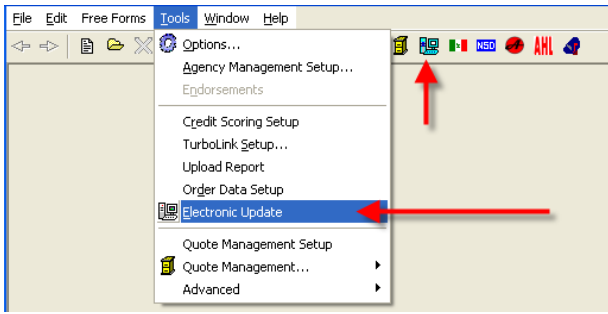 File Edit Free Forms Tools Window Help
NSD AHL
Options...
Agency Management Setup...
Endorsements
Credit Scoring Setup
TurboLink Setup...
Upload Report
Order Data Setup
Electronic Update
Quote Management Setup
Quote Management...
Advanced